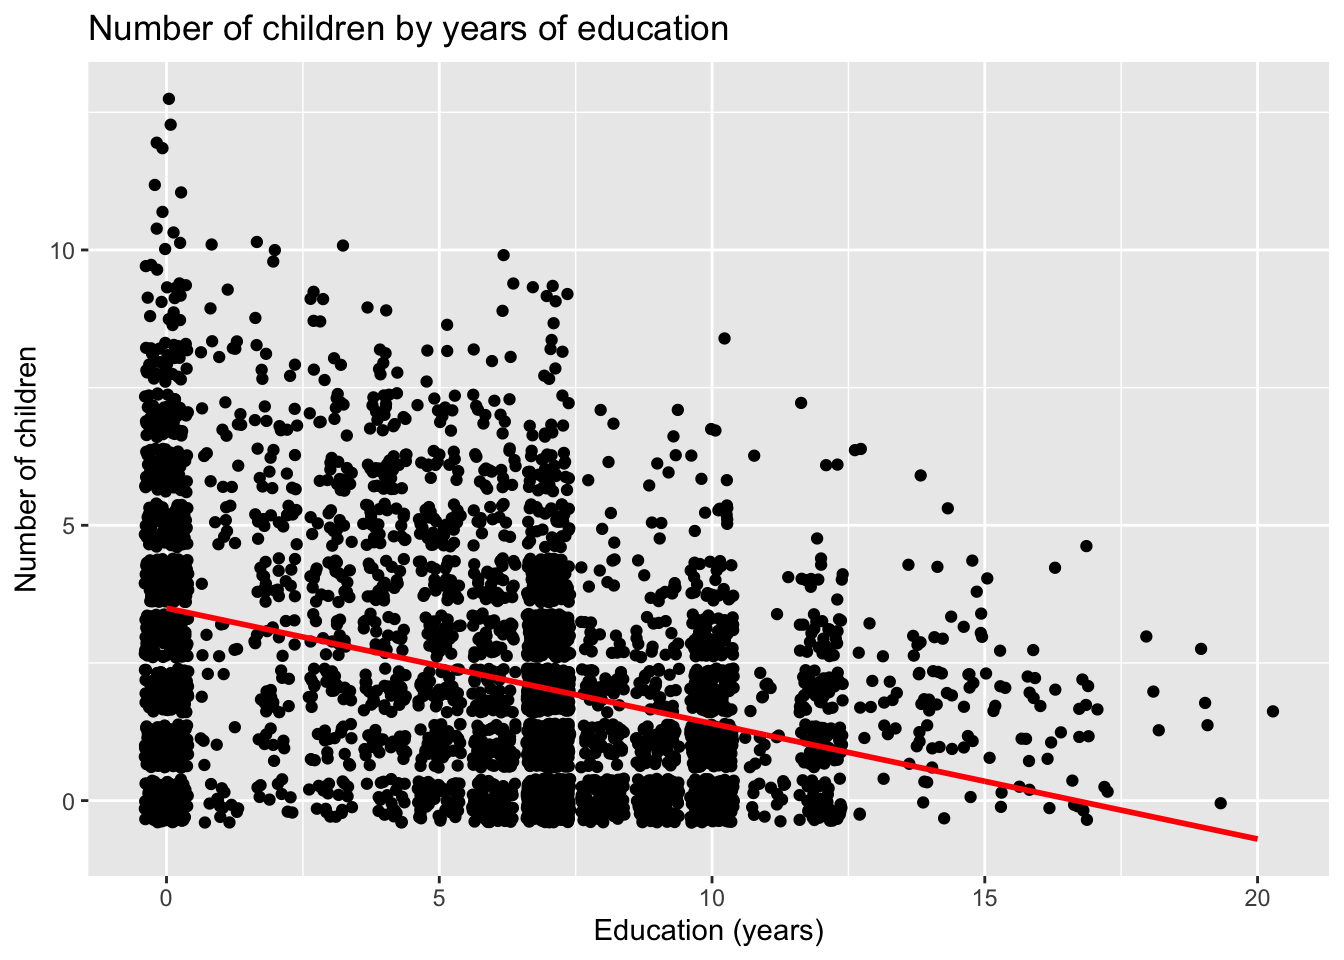 Number of children by years of education
Number of children
10
5
0
0 5 10 15 20
Education (years)